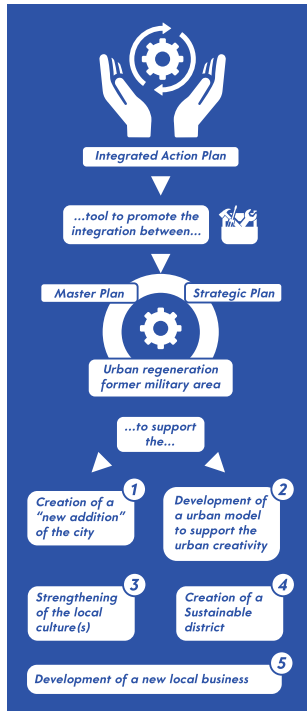 Integrated Action Plan
...tool to promote the
integration between...
Master Plan
Strategic Plan
Urban regeneration
former military area
...to support
the...
1
Creation of a
“new addition”
of the city
2
Development of
a urban model
to support the
urban creativity
3
Strengthening
of the local
culture(s)
4
Creation of a
Sustainable
district
5
Development of a new local business